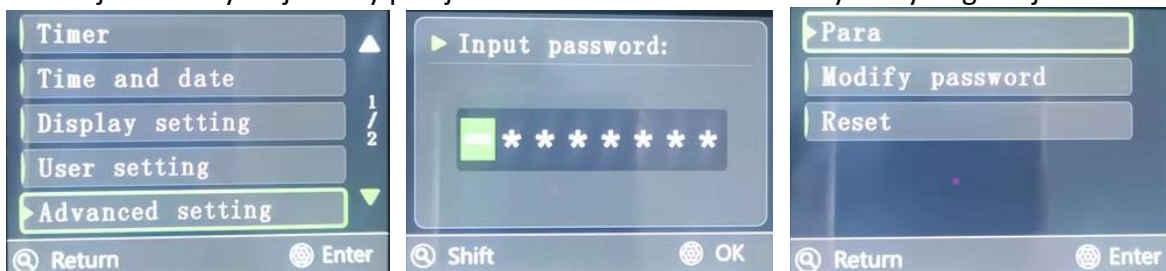 Timer
Time and date
Display setting
User setting
Advanced setting
1/2
Return
Enter
Input password:
- * * * * * * *
Shift
OK
Para
Modify password
Reset
Return
Enter